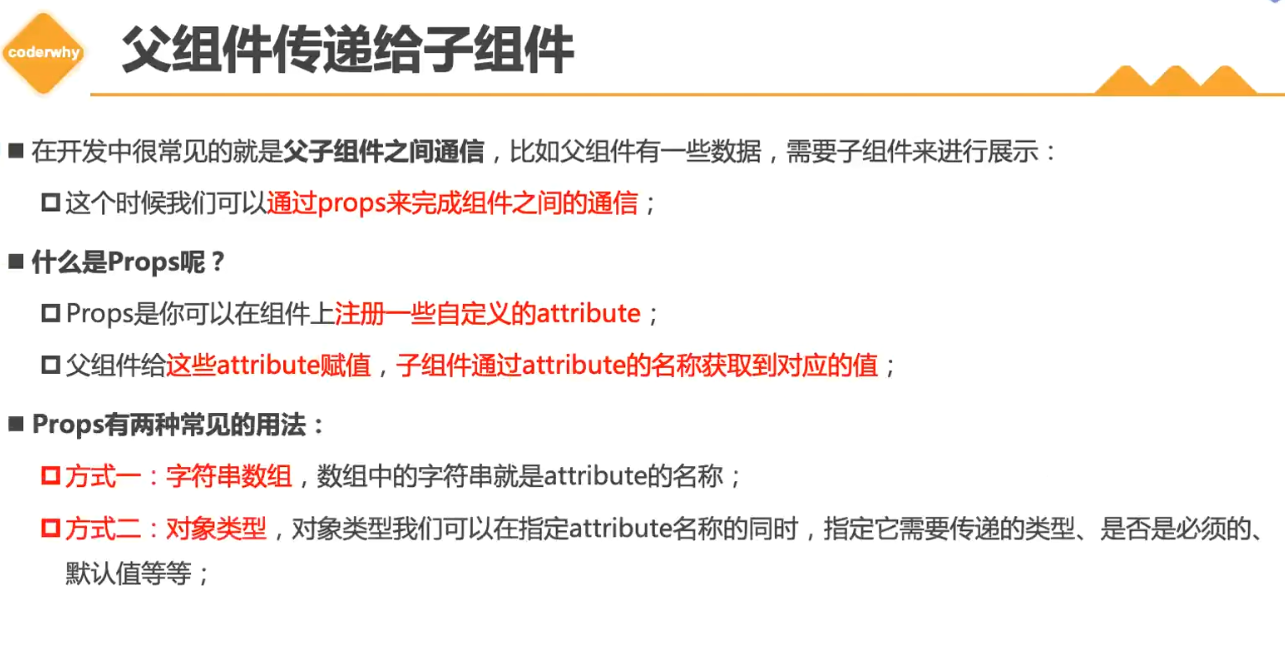 coderwhy
父组件传递给子组件
在开发中很常见的就是父子组件之间通信，比如父组件有一些数据，需要子组件来进行展示：
这个时候我们可以通过props来完成组件之间的通信；
什么是Props呢？
Props是你可以在组件上注册一些自定义的attribute；
父组件给这些attribute赋值，子组件通过attribute的名称获取到对应的值；
Props有两种常见的用法：
方式一：字符串数组，数组中的字符串就是attribute的名称；
方式二：对象类型，对象类型我们可以在指定attribute名称的同时，指定它需要传递的类型、是否是必须的、
默认值等等；